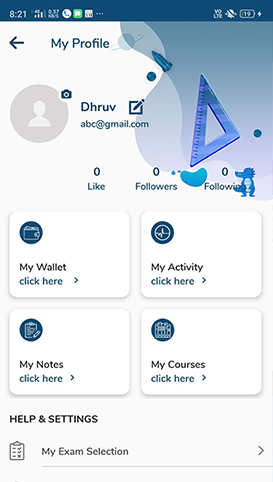 8:21 4G 0.57 KB/S VO LTE 19
My Profile
Dhruv
abc@gmail.com
0 0 0
Like Followers Following
My Wallet My Activity
click here click here
My Notes My Courses
click here click here
HELP & SETTINGS
My Exam Selection